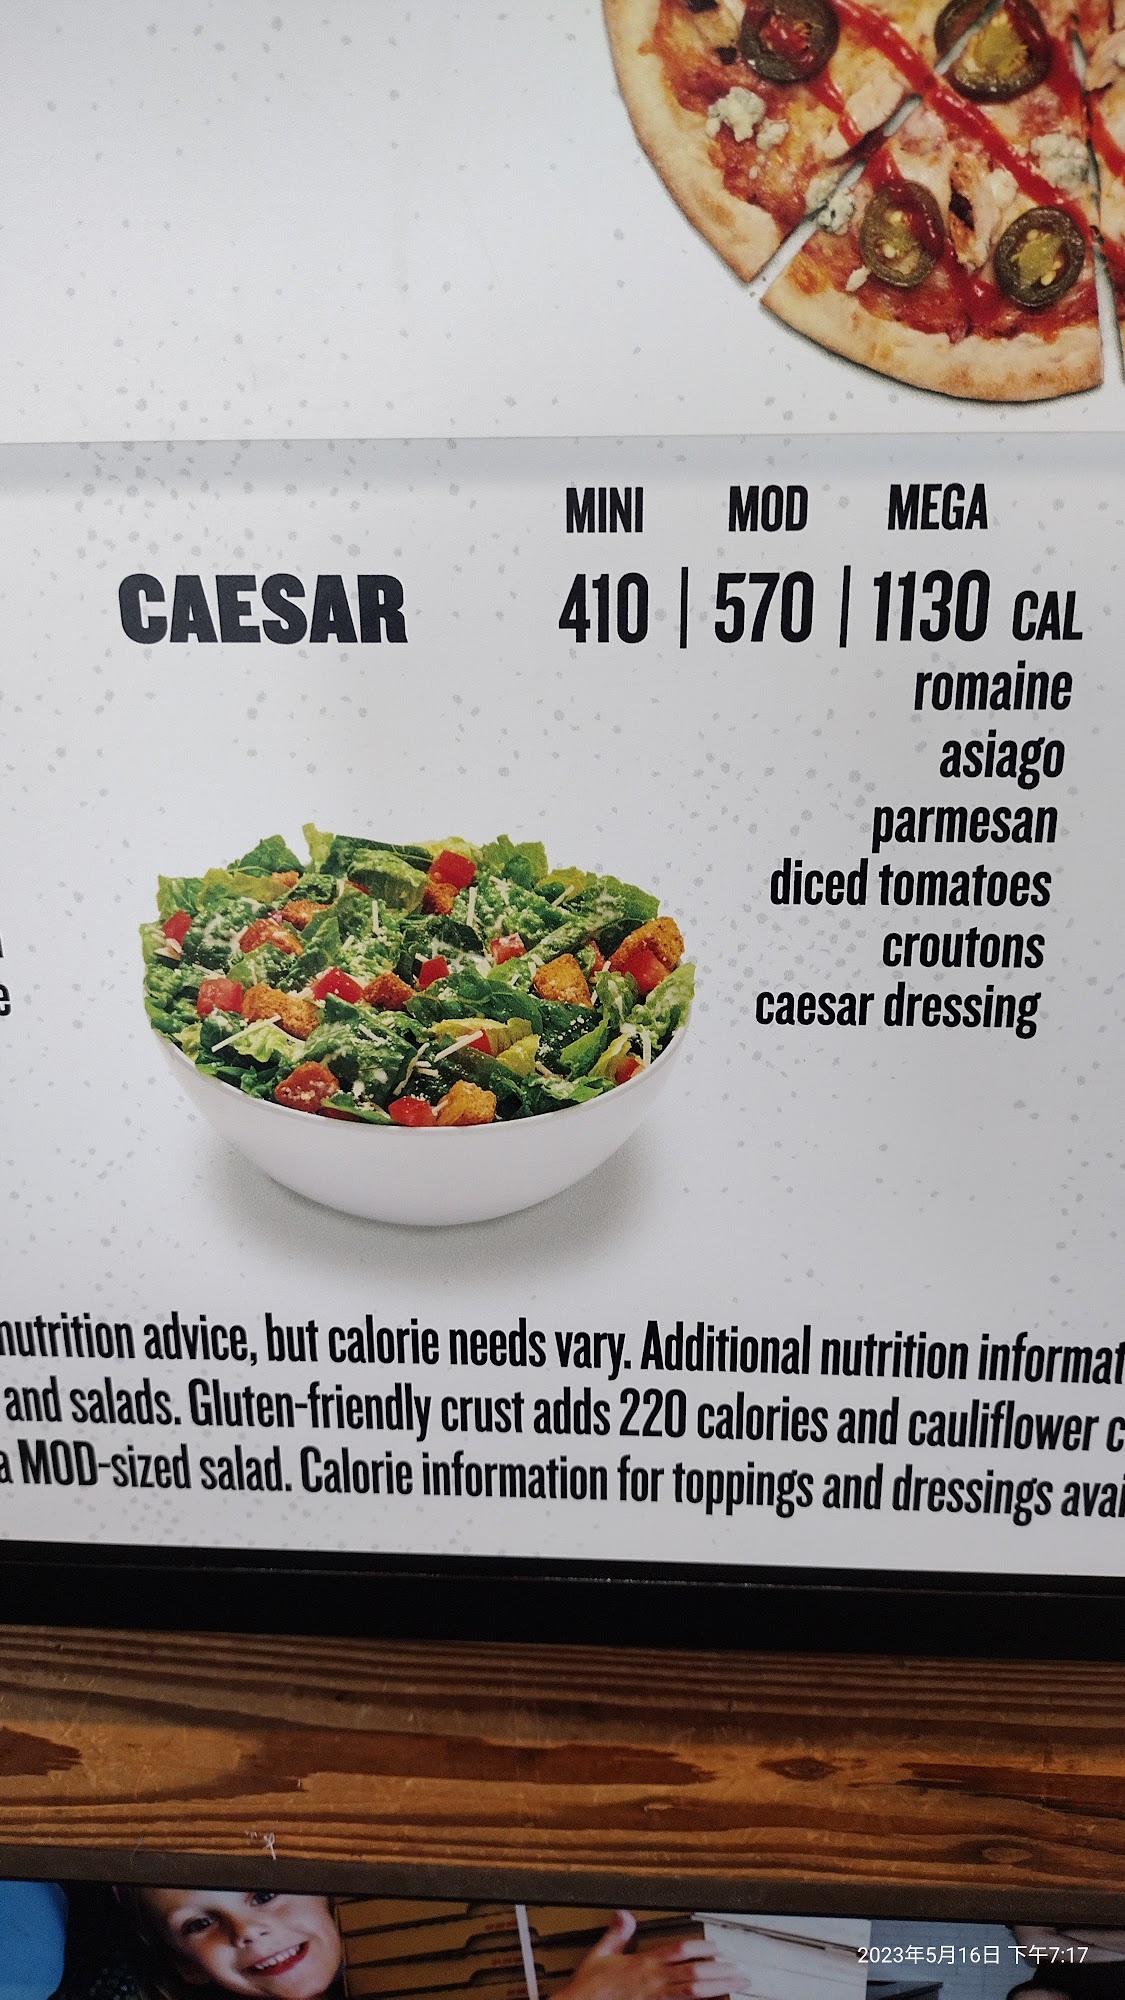 MINI MOD MEGA
CAESAR 410 | 570 | 1130 CAL
romaine
asiago
parmesan
diced tomatoes
croutons
caesar dressing
nutrition advice, but calorie needs vary. Additional nutrition informat
and salads. Gluten-friendly crust adds 220 calories and cauliflower c
a MOD-sized salad. Calorie information for toppings and dressings avai
2023年5月16日 下午7:17